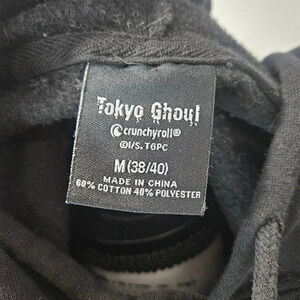 Tokyo Ghoul
crunchyroll®
©I/S, TGPC
M (38/40)
MADE IN CHINA
60% COTTON 40% POLYESTER